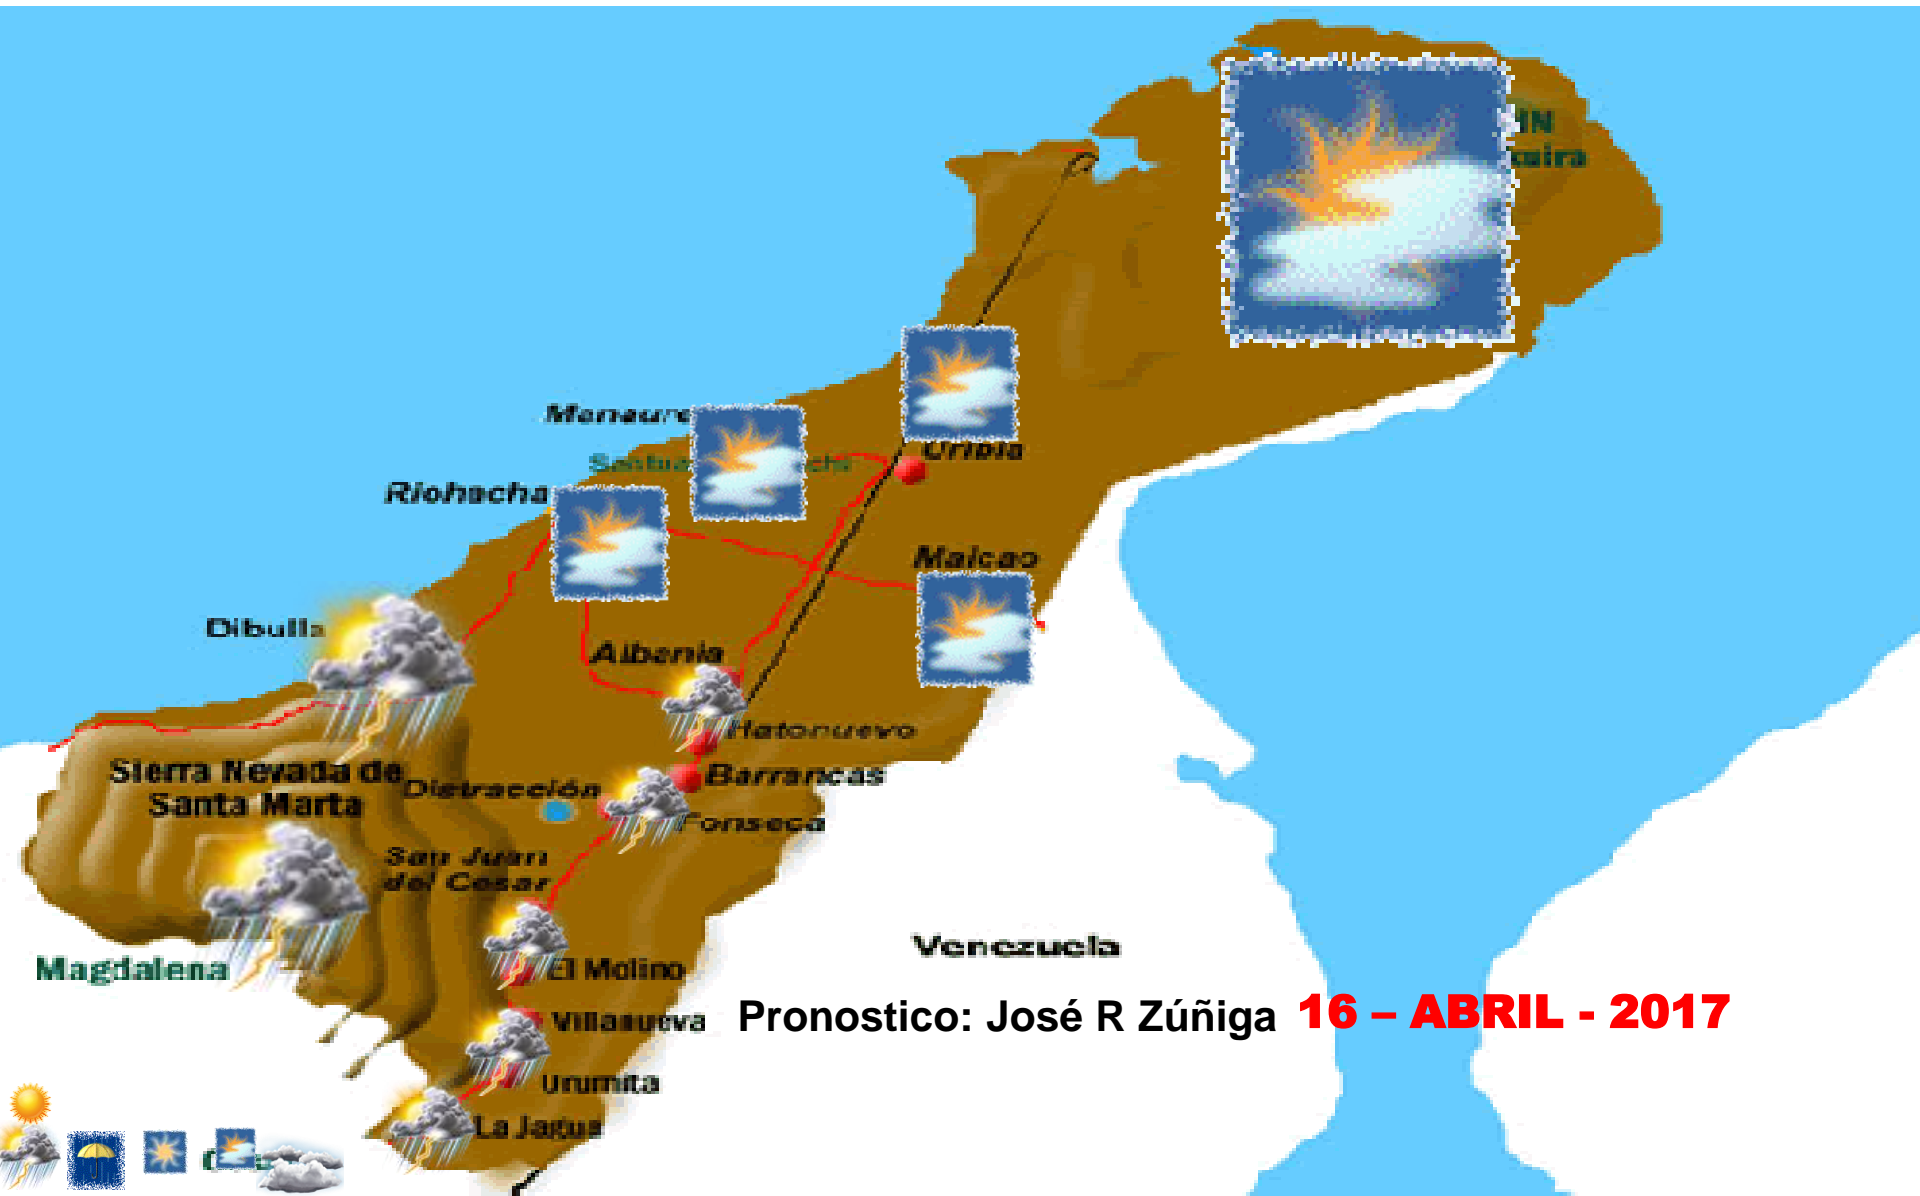 Manaure
Uribia
Riohacha
Maicao
Dibulla
Albania
Hatonuevo
Sierra Nevada de
Santa Marta
Distracción
Barrancas
Fonseca
San Juan
del Cesar
Venezuela
Magdalena
El Molino
Villanueva
Pronostico: José R Zúñiga 16 – ABRIL - 2017
Urumita
La Jagua